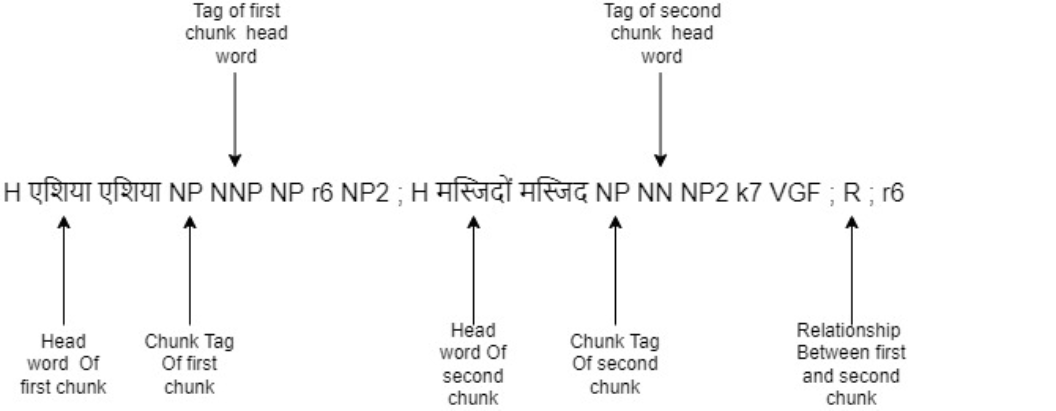 Tag of first
chunk head
word
Tag of second
chunk head
word
H एशिया एशिया NP NNP NP r6 NP2 ; H मस्जिदों मस्जिद NP NN NP2 k7 VGF ; R ; r6
Head
word Of
first chunk
Chunk Tag
Of first
chunk
Head
word Of
second
chunk
Chunk Tag
Of second
chunk
Relationship
Between first
and second
chunk